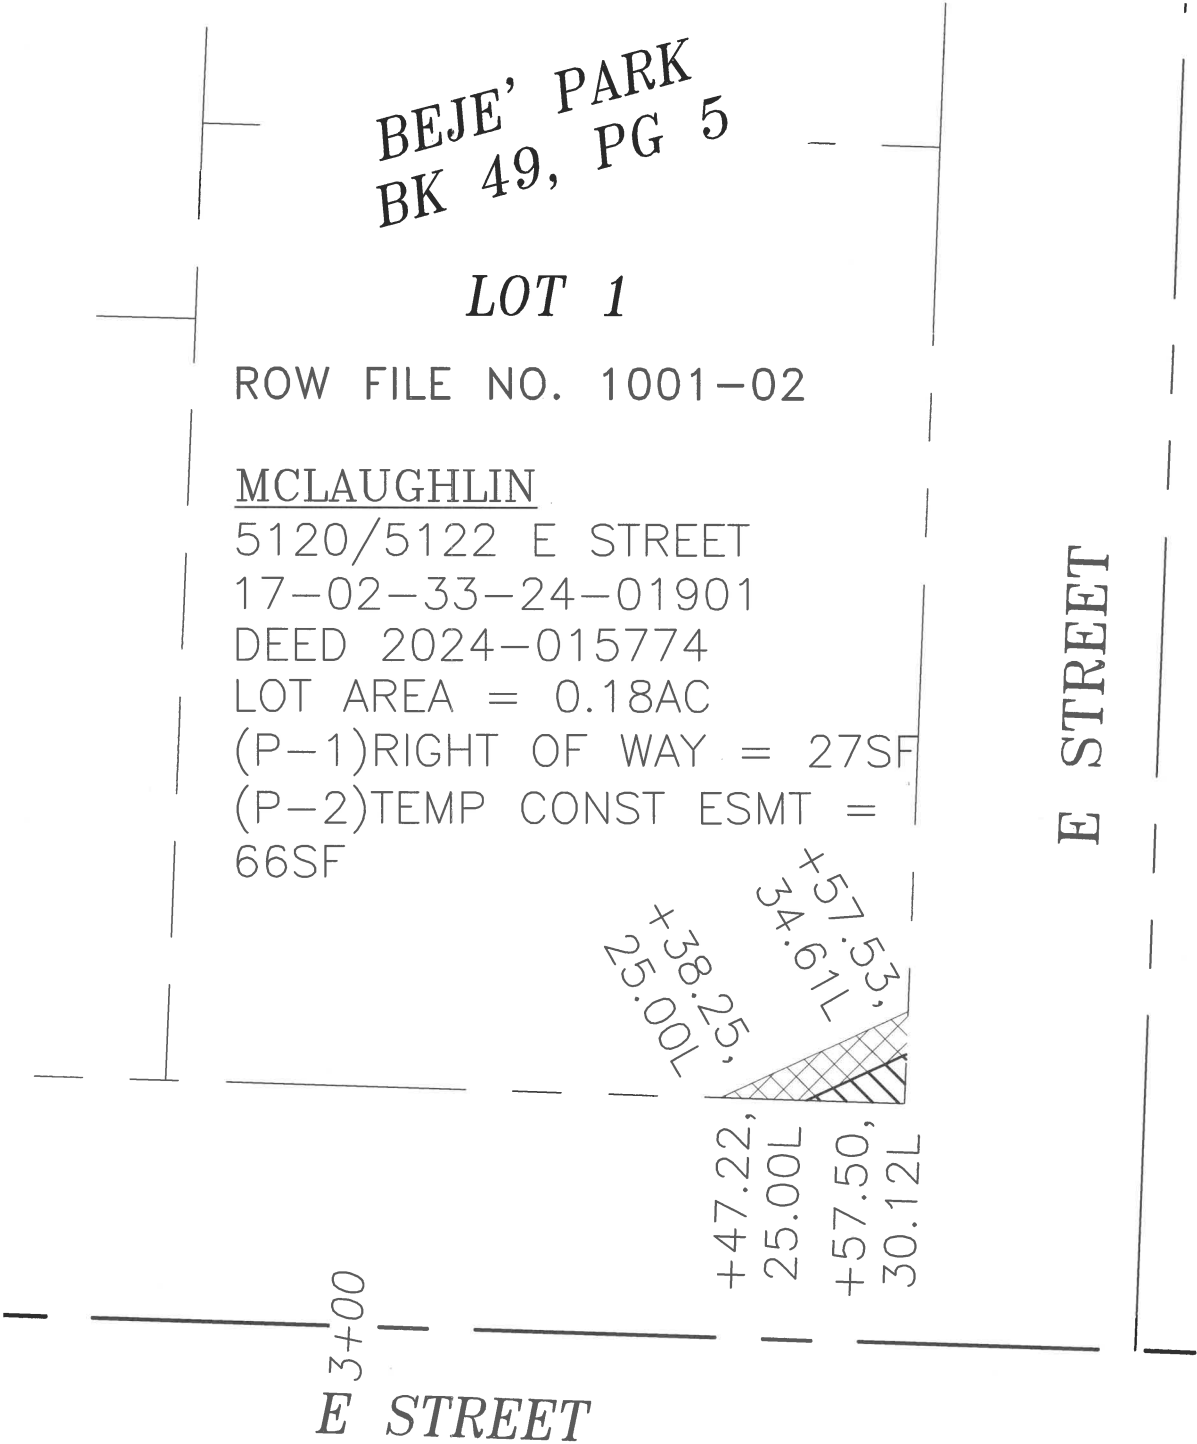 BEJE' PARK
BK 49, PG 5
LOT 1
ROW FILE NO. 1001-02
MCLAUGHLIN
5120/5122 E STREET
17-02-33-24-01901
DEED 2024-015774
LOT AREA = 0.18AC
(P-1)RIGHT OF WAY = 27SF
(P-2)TEMP CONST ESMT =
66SF
E STREET
+57.53,
34.61L
+38.25,
25.00L
+47.22,
25.00L
+57.50,
30.12L
3+00
E STREET